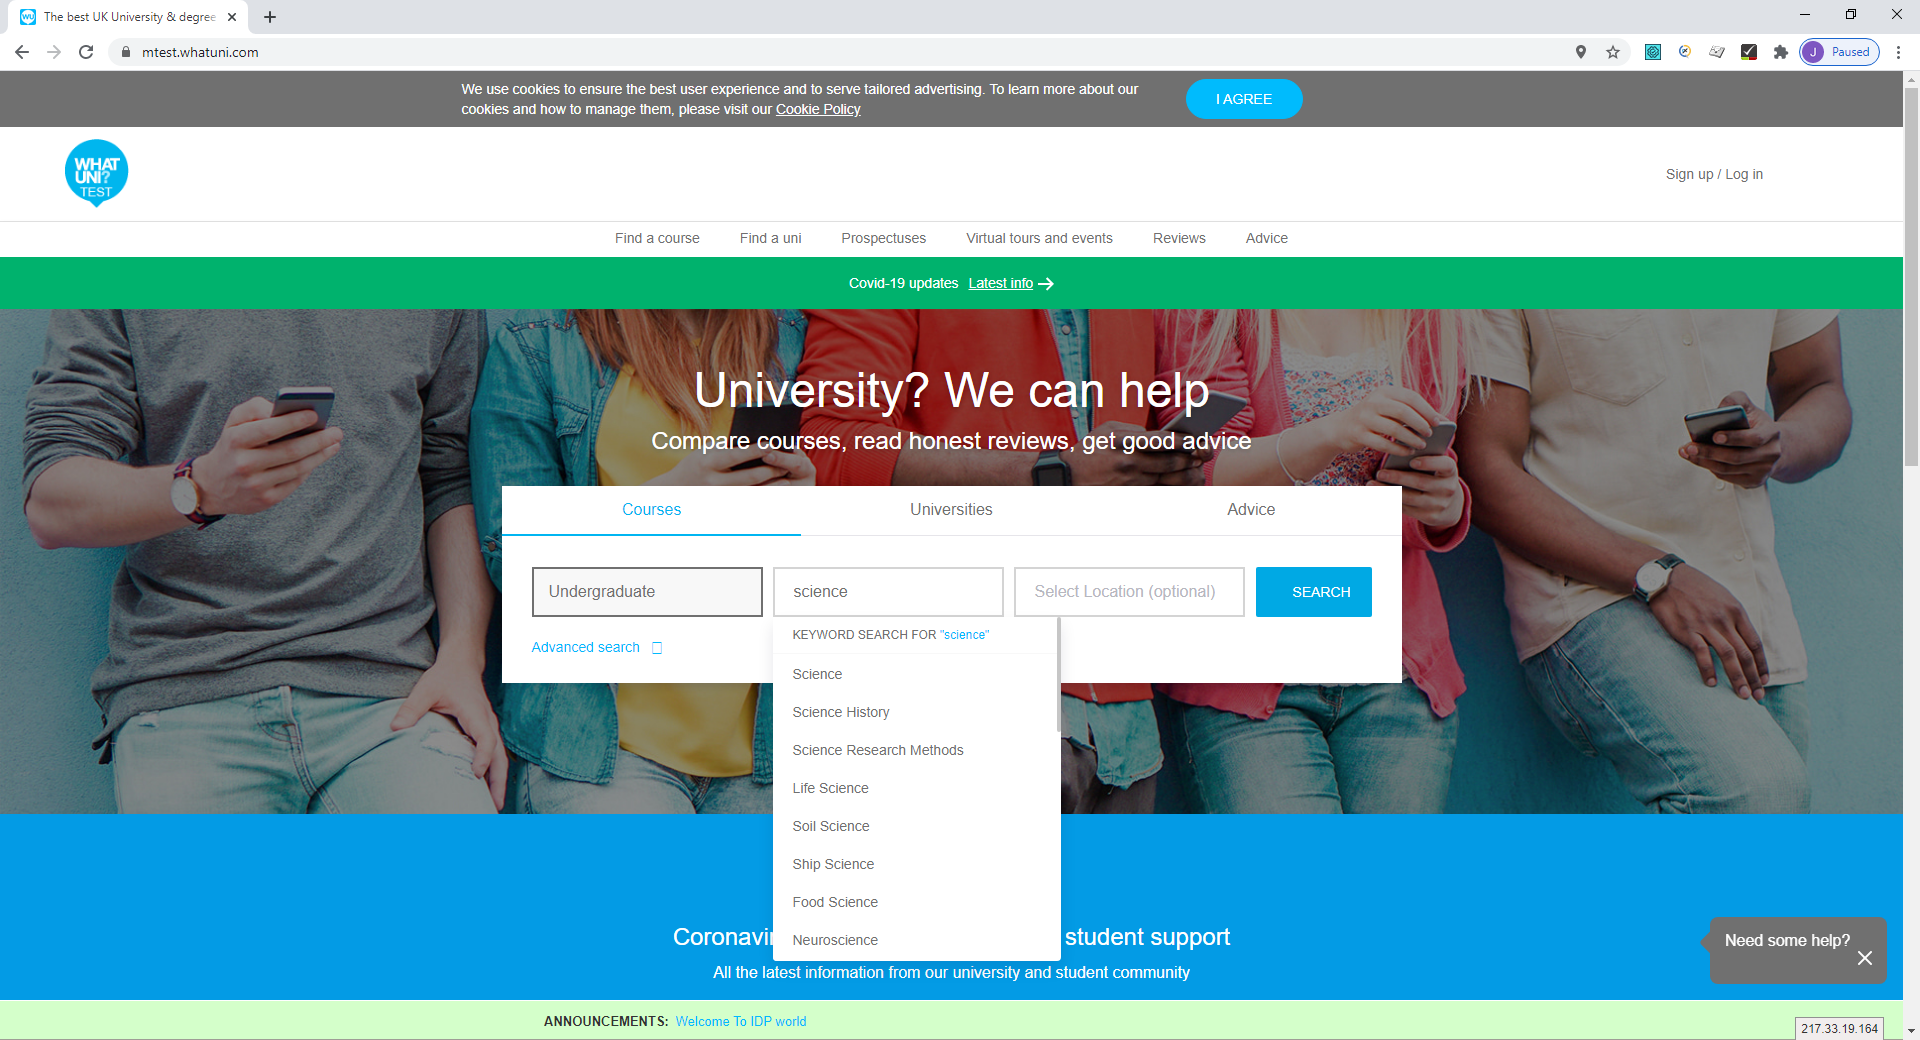 The best UK University & degree
mtest.whatuni.com
J Paused
We use cookies to ensure the best user experience and to serve tailored advertising. To learn more about our
cookies and how to manage them, please visit our Cookie Policy
I AGREE
WHAT
UNI?
TEST
Sign up / Log in
Find a course
Find a uni
Prospectuses
Virtual tours and events
Reviews
Advice
Covid-19 updates Latest info
University? We can help
Compare courses, read honest reviews, get good advice
Courses
Universities
Advice
Undergraduate
science
Select Location (optional)
SEARCH
Advanced search
KEYWORD SEARCH FOR "science"
Science
Science History
Science Research Methods
Life Science
Soil Science
Ship Science
Food Science
Neuroscience
student support
All the latest information from our university and student community
Need some help?
ANNOUNCEMENTS: Welcome To IDP world
217.33.19.164